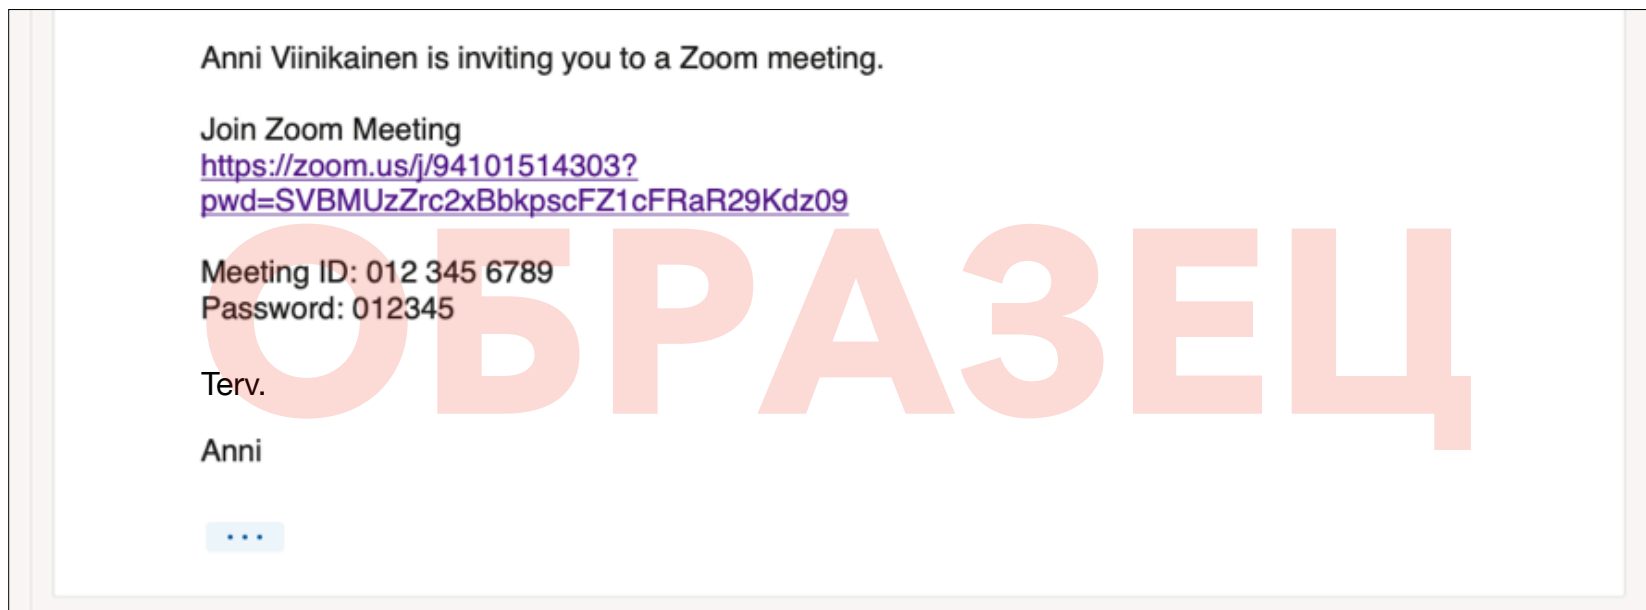 Anni Viinikainen is inviting you to a Zoom meeting.
Join Zoom Meeting
https://zoom.us/j/94101514303?
pwd=SVBMUzZrc2xBbkpscFZ1cFRaR29Kdz09
ОБРАЗЕЦ
Meeting ID: 012 345 6789
Password: 012345
Terv.
Anni